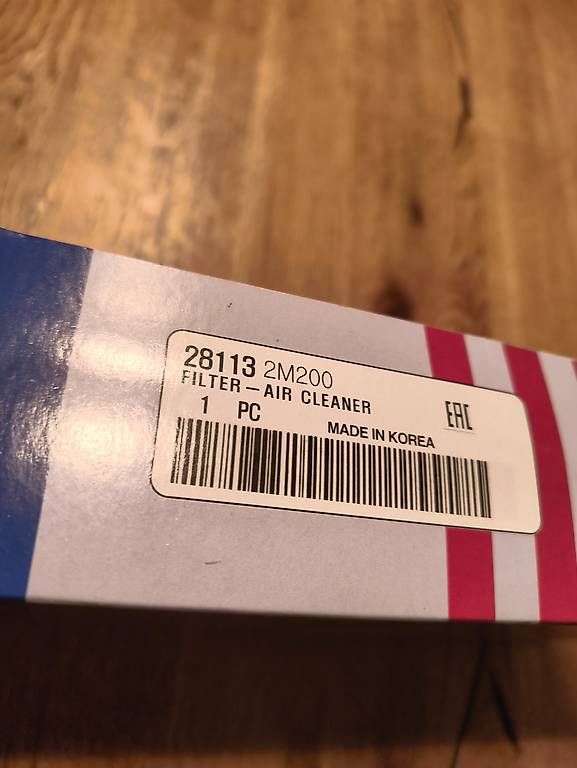 28113 2M200
FILTER-AIR CLEANER
1 PC
MADE IN KOREA
EAC